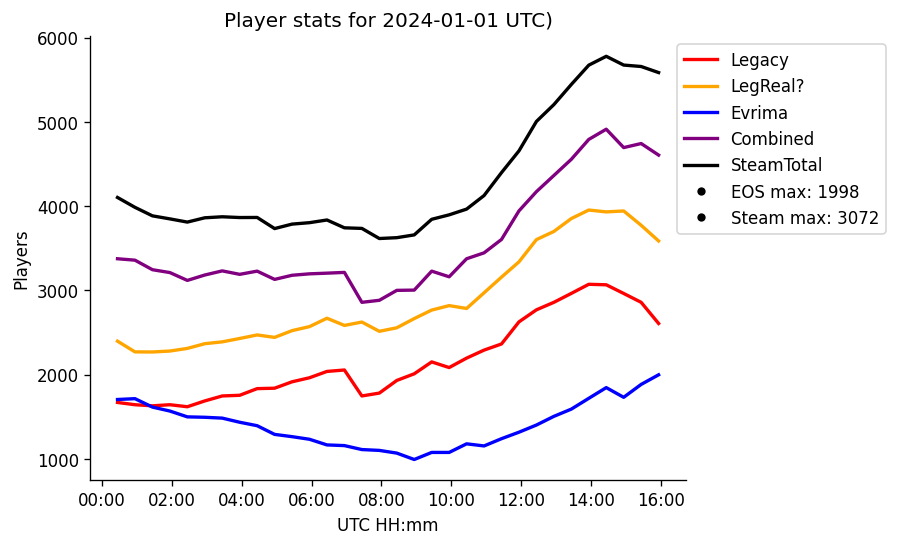 Player stats for 2024-01-01 UTC)
6000
5000
4000
3000
2000
1000
Players
00:00 02:00 04:00 06:00 08:00 10:00 12:00 14:00 16:00
UTC HH:mm
Legacy
LegReal?
Evrima
Combined
SteamTotal
EOS max: 1998
Steam max: 3072